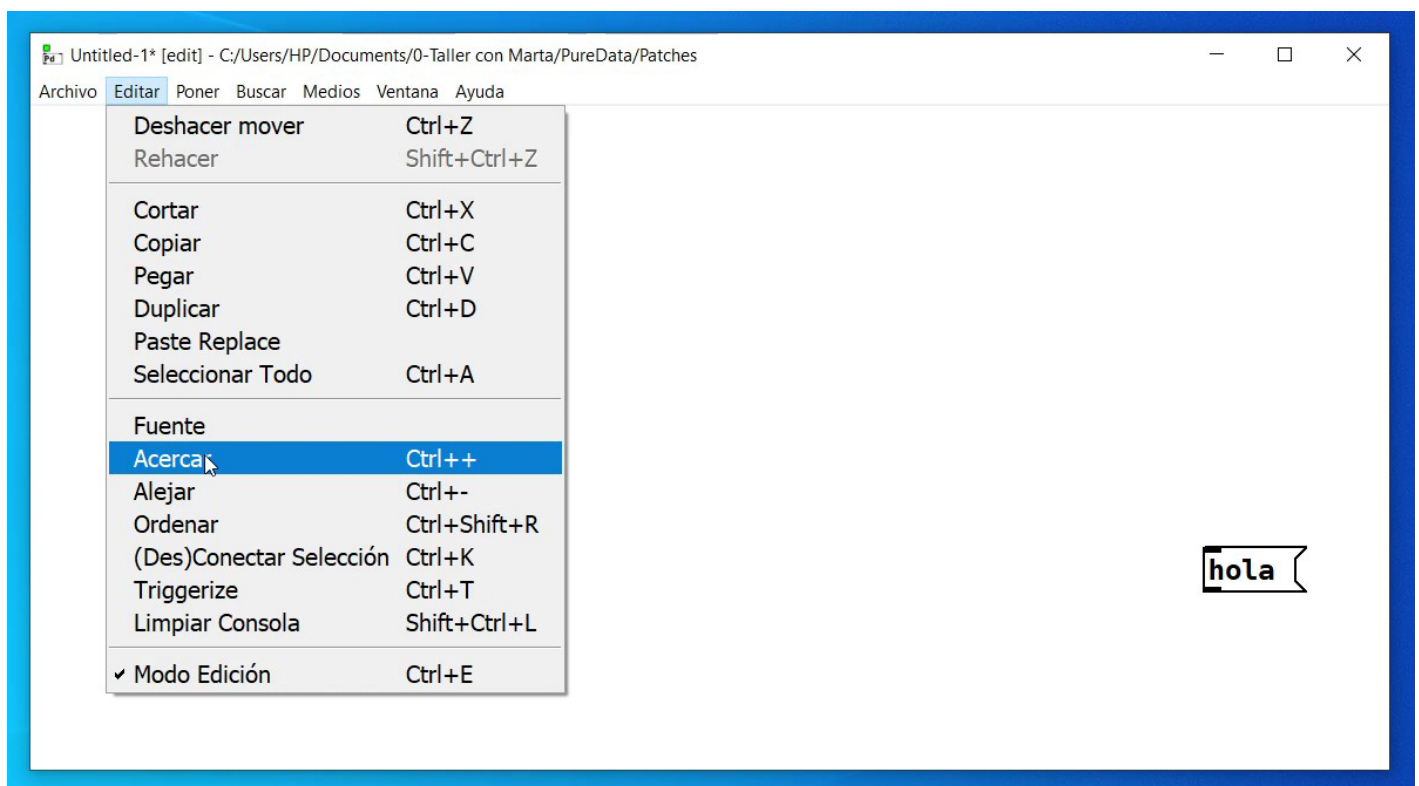 Untitled-1* [edit] - C:/Users/HP/Documents/0-Taller con Marta/PureData/Patches
Archivo Editar Poner Buscar Medios Ventana Ayuda
Deshacer mover Ctrl+Z
Rehacer Shift+Ctrl+Z
Cortar Ctrl+X
Copiar Ctrl+C
Pegar Ctrl+V
Duplicar Ctrl+D
Paste Replace
Seleccionar Todo Ctrl+A
Fuente
Acercar Ctrl++
Alejar Ctrl+-
Ordenar Ctrl+Shift+R
(Des)Conectar Selección Ctrl+K
Triggerize Ctrl+T
Limpiar Consola Shift+Ctrl+L
Modo Edición Ctrl+E
hola